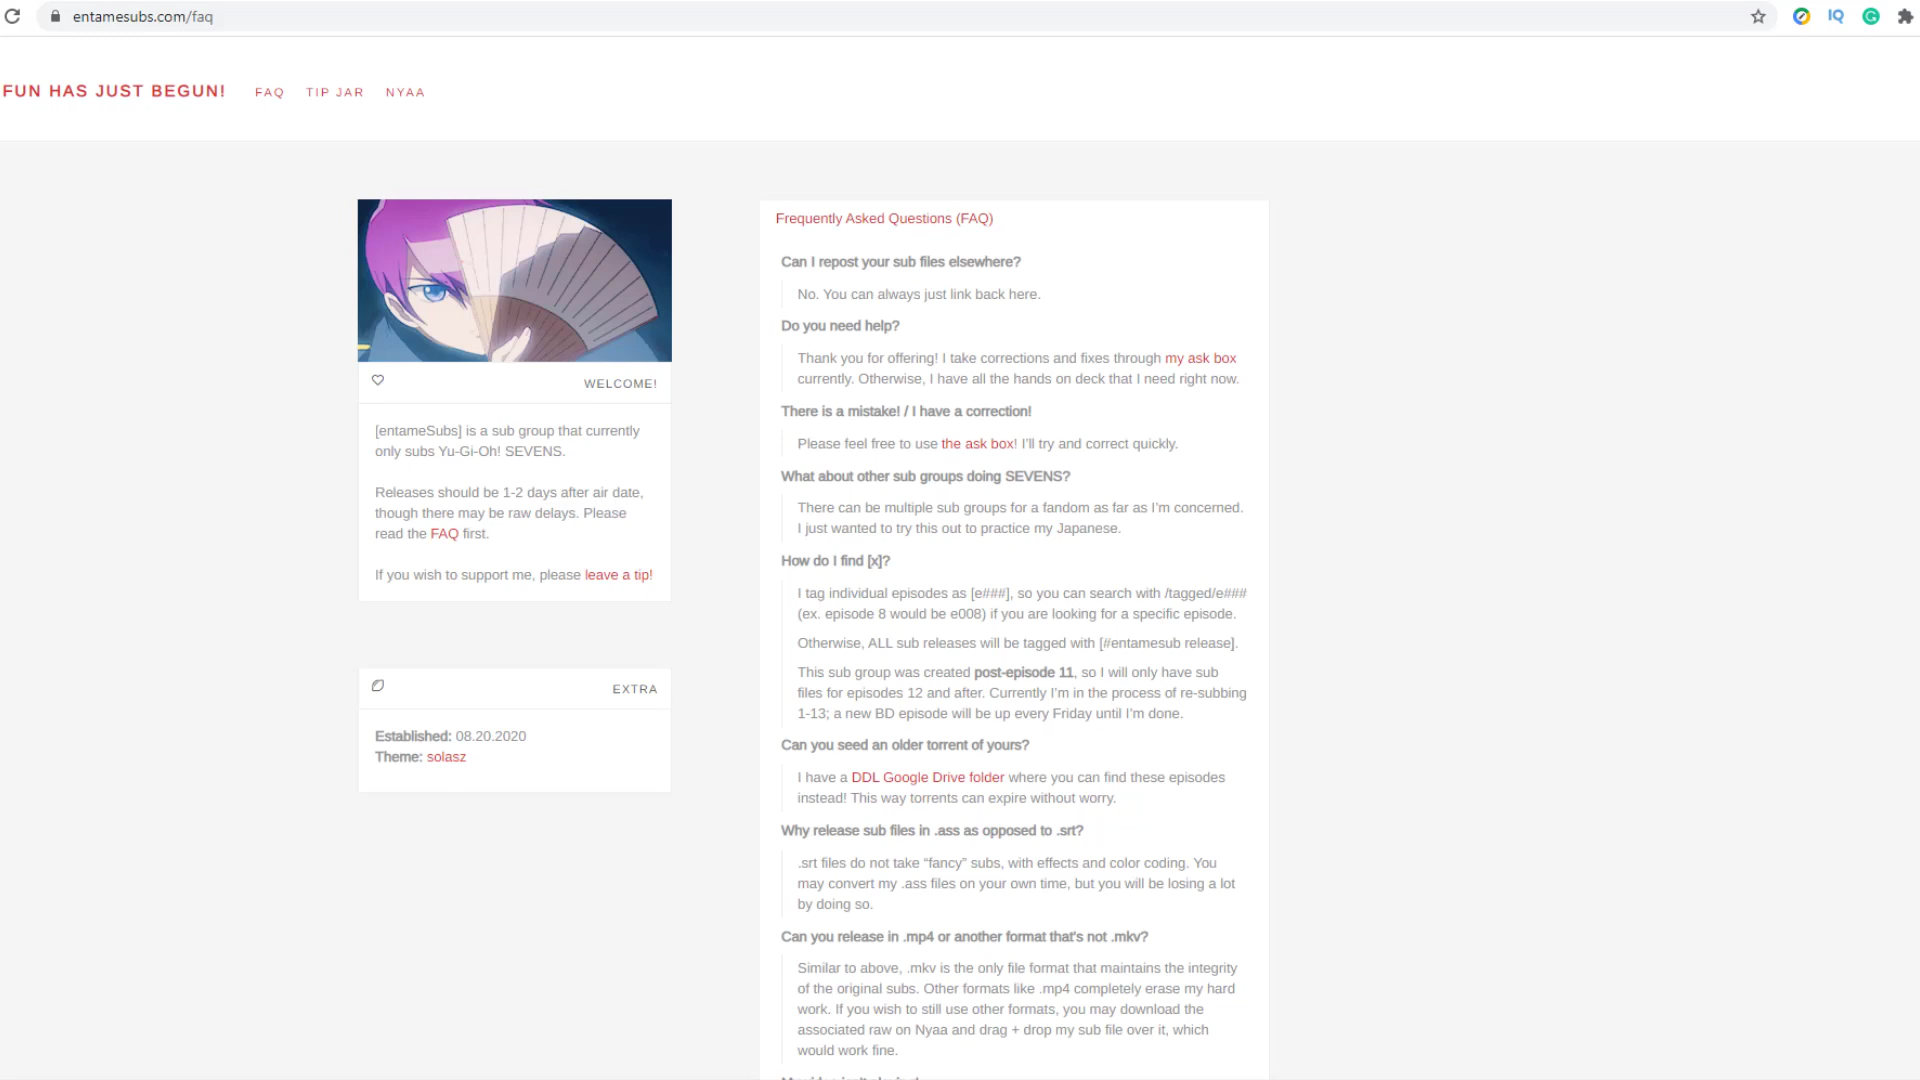 entamesubs.com/faq
IQ
FUN HAS JUST BEGUN! FAQ TIP JAR NYAA
WELCOME!
[entameSubs] is a sub group that currently
only subs Yu-Gi-Oh! SEVENS.
Releases should be 1-2 days after air date,
though there may be raw delays. Please
read the FAQ first.
If you wish to support me, please leave a tip!
EXTRA
Established: 08.20.2020
Theme: solasz
Frequently Asked Questions (FAQ)
Can I repost your sub files elsewhere?
No. You can always just link back here.
Do you need help?
Thank you for offering! I take corrections and fixes through my ask box
currently. Otherwise, I have all the hands on deck that I need right now.
There is a mistake! / I have a correction!
Please feel free to use the ask box! I'll try and correct quickly.
What about other sub groups doing SEVENS?
There can be multiple sub groups for a fandom as far as I'm concerned.
I just wanted to try this out to practice my Japanese.
How do I find [x]?
I tag individual episodes as [e###], so you can search with /tagged/e###
(ex. episode 8 would be e008) if you are looking for a specific episode.
Otherwise, ALL sub releases will be tagged with [#entamesub release].
This sub group was created post-episode 11, so I will only have sub
files for episodes 12 and after. Currently I'm in the process of re-subbing
1-13; a new BD episode will be up every Friday until I'm done.
Can you seed an older torrent of yours?
I have a DDL Google Drive folder where you can find these episodes
instead! This way torrents can expire without worry.
Why release sub files in .ass as opposed to .srt?
.srt files do not take “fancy” subs, with effects and color coding. You
may convert my .ass files on your own time, but you will be losing a lot
by doing so.
Can you release in .mp4 or another format that's not .mkv?
Similar to above, .mkv is the only file format that maintains the integrity
of the original subs. Other formats like .mp4 completely erase my hard
work. If you wish to still use other formats, you may download the
associated raw on Nyaa and drag + drop my sub file over it, which
would work fine.